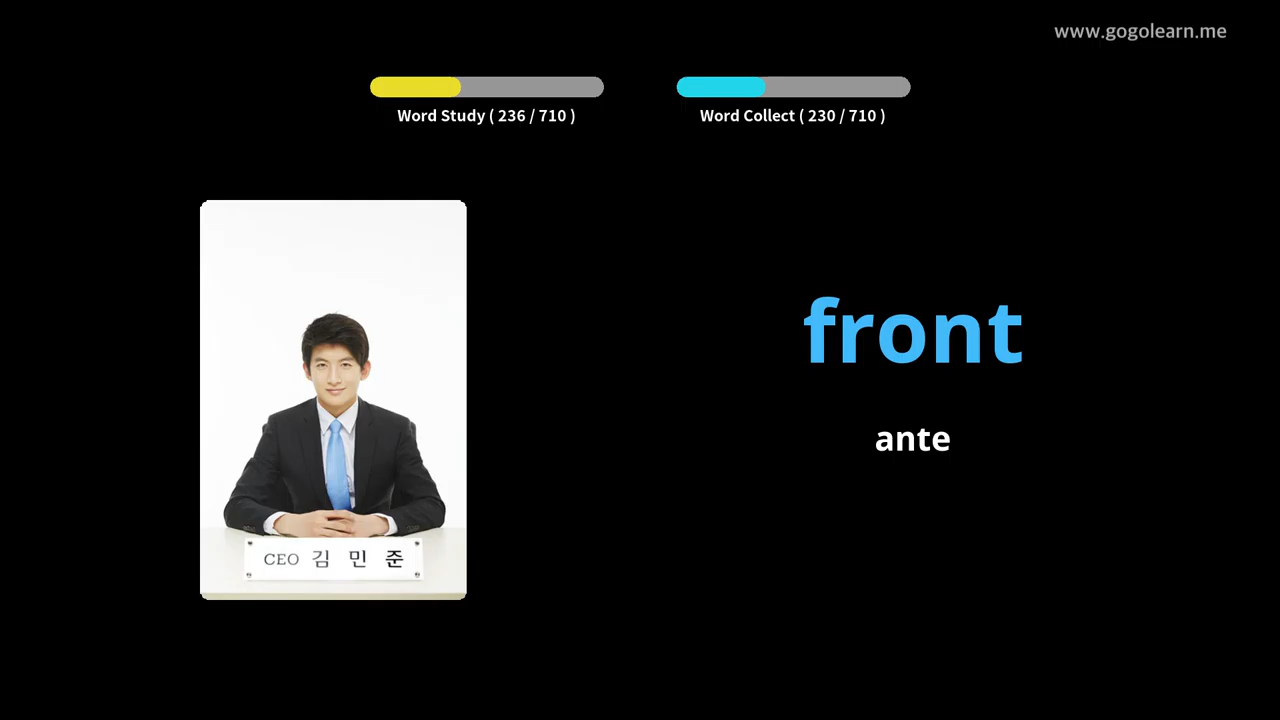 www.gogolearn.me
Word Study ( 236 / 710 )
Word Collect ( 230 / 710 )
front
ante
CEO 김 민 준